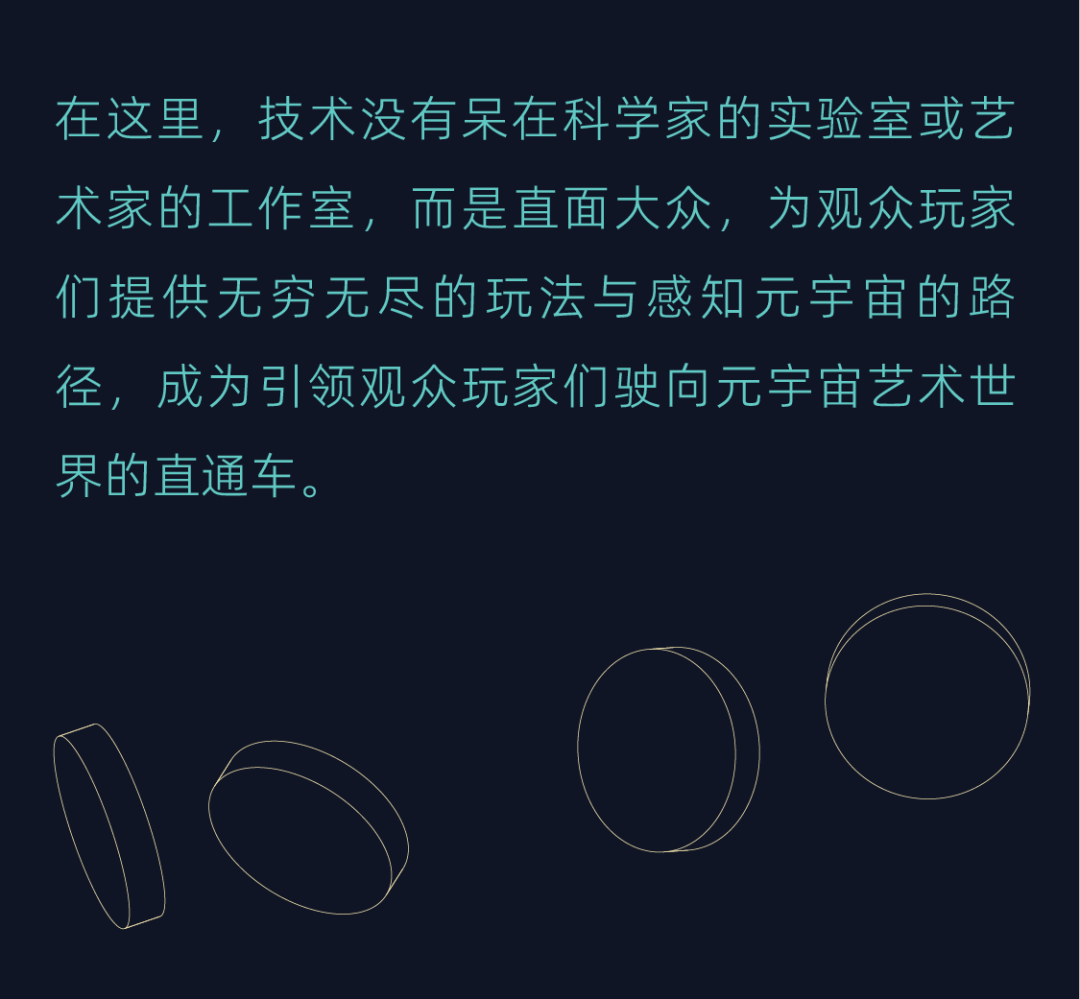 在这里，技术没有呆在科学家的实验室或艺
术家的工作室，而是直面大众，为观众玩家
们提供无穷无尽的玩法与感知元宇宙的路
径，成为引领观众玩家们驶向元宇宙艺术世
界的直通车。